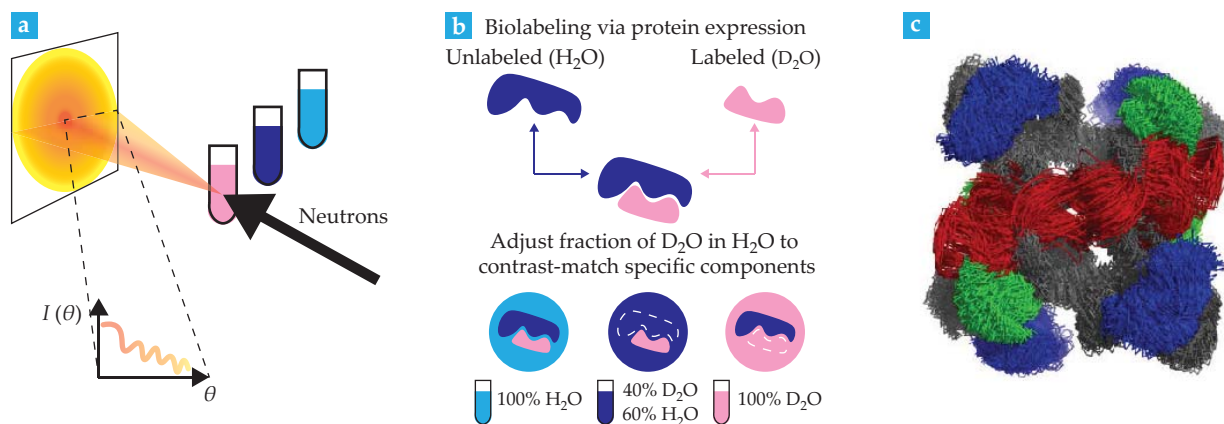 a
Neutrons
I (θ)
θ
b
Biolabeling via protein expression
Unlabeled (H₂O)
Labeled (D₂O)
Adjust fraction of D₂O in H₂O to
contrast-match specific components
100% H₂O
40% D₂O
60% H₂O
100% D₂O
c